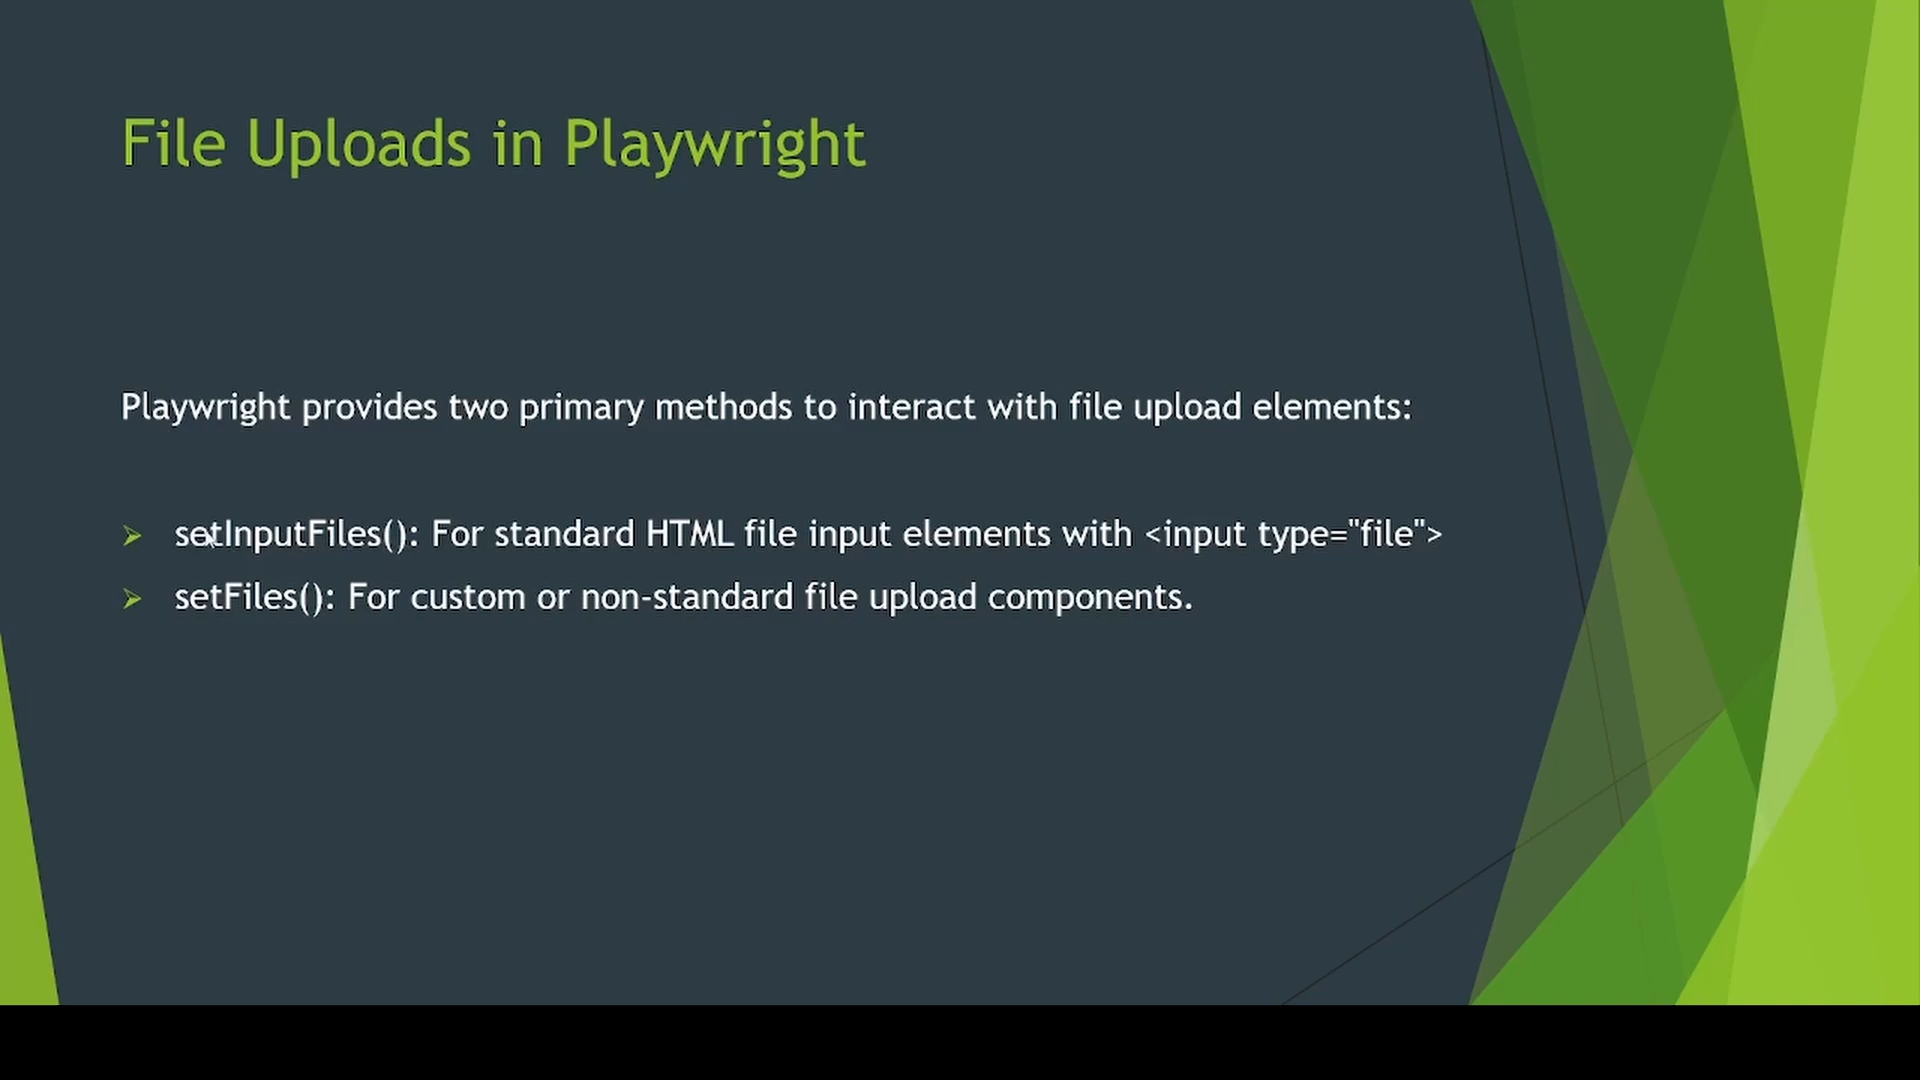 File Uploads in Playwright
Playwright provides two primary methods to interact with file upload elements:
setInputFiles(): For standard HTML file input elements with <input type="file">
setFiles(): For custom or non-standard file upload components.